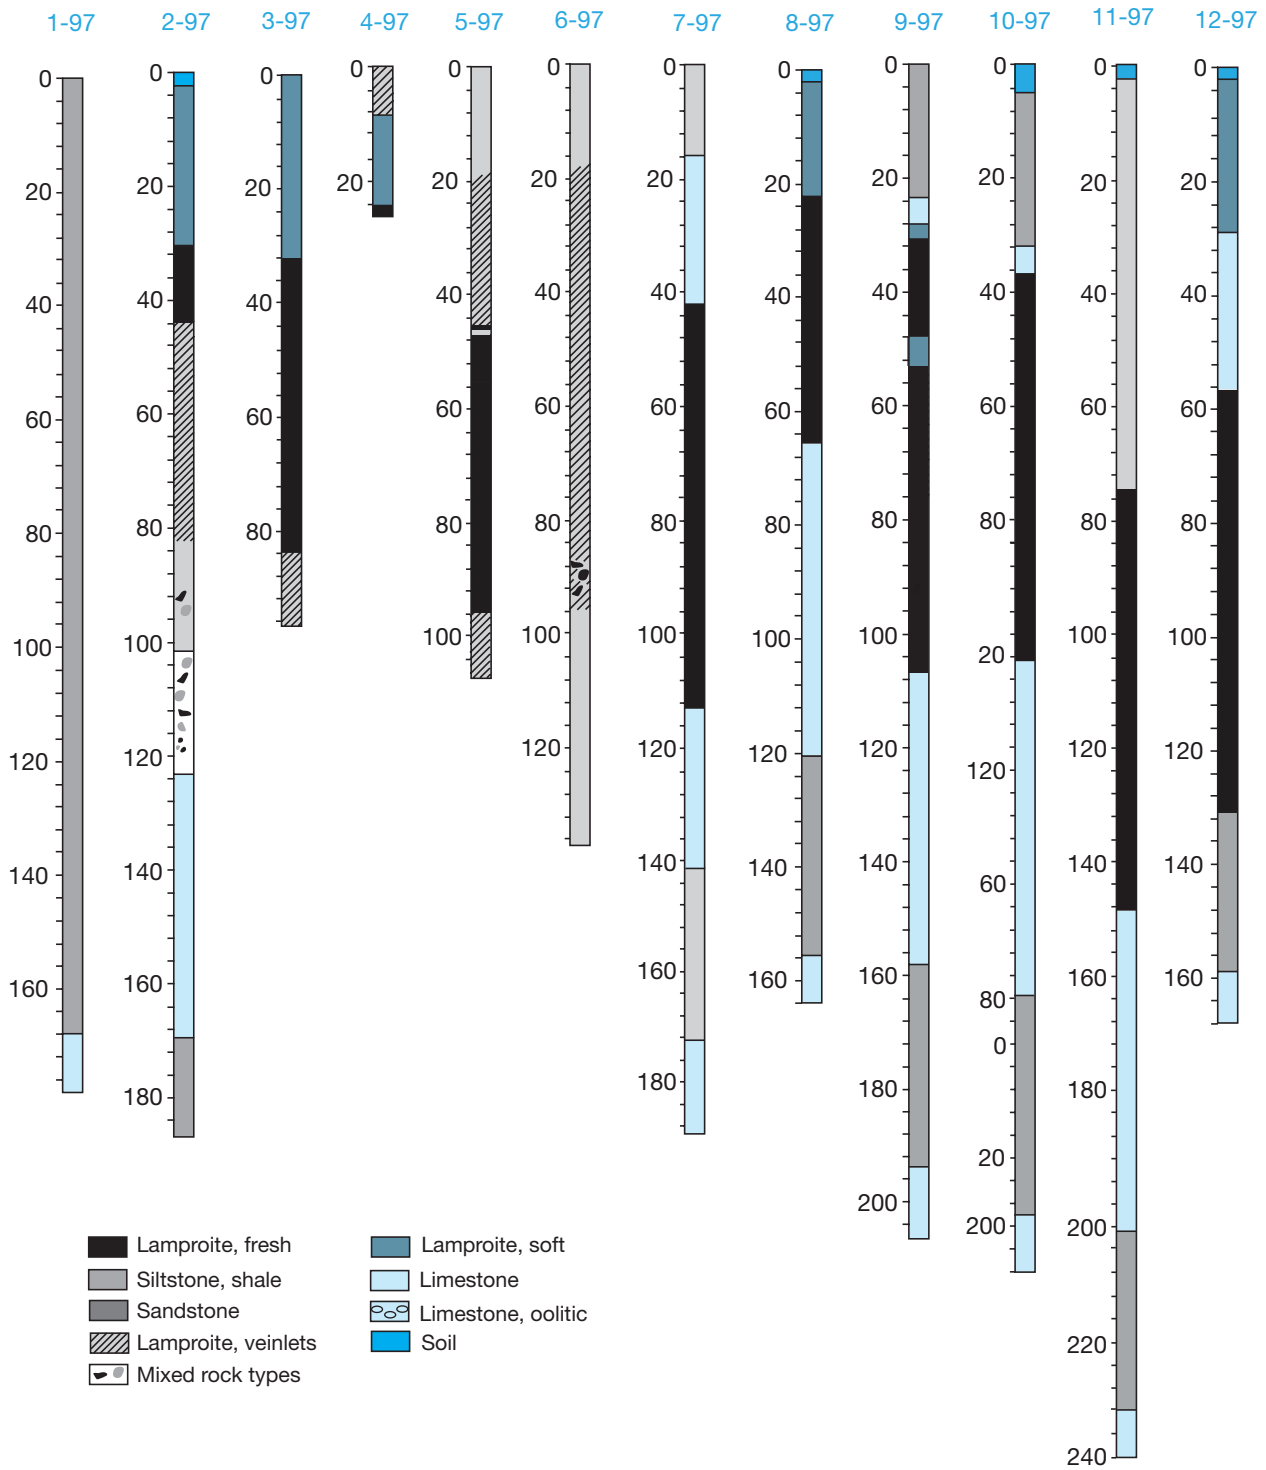 1-97 2-97 3-97 4-97 5-97 6-97 7-97 8-97 9-97 10-97 11-97 12-97
0 0 0 0 0 0 0 0 0 0 0 0
20 20 20 20 20 20 20 20 20 20 20 20
40 40 40 40 40 40 40 40 40 40 40
60 60 60 60 60 60 60 60 60 60 60
80 80 80 80 80 80 80 80 80 80 80
100 100 100 100 100 100 100 20 100 100
120 120 120 120 120 120 120 120 120
140 140 140 140 140 60 140 140
160 160 160 160 160 80 160 160
0
180 180 180 20 180
200 200 200
220
240
Lamproite, fresh
Siltstone, shale
Sandstone
Lamproite, veinlets
Mixed rock types
Lamproite, soft
Limestone
Limestone, oolitic
Soil